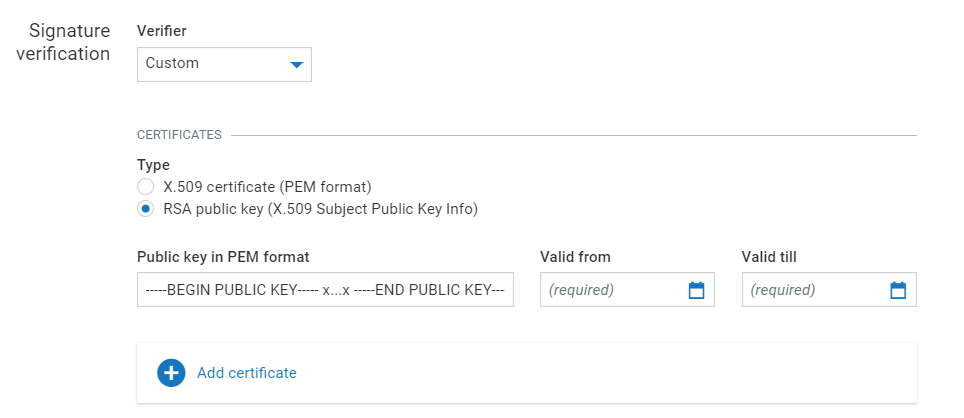 Signature verification
Verifier
Custom
CERTIFICATES
Type
X.509 certificate (PEM format)
RSA public key (X.509 Subject Public Key Info)
Public key in PEM format
Valid from
Valid till
-----BEGIN PUBLIC KEY----- x...x -----END PUBLIC KEY---
(required)
(required)
Add certificate